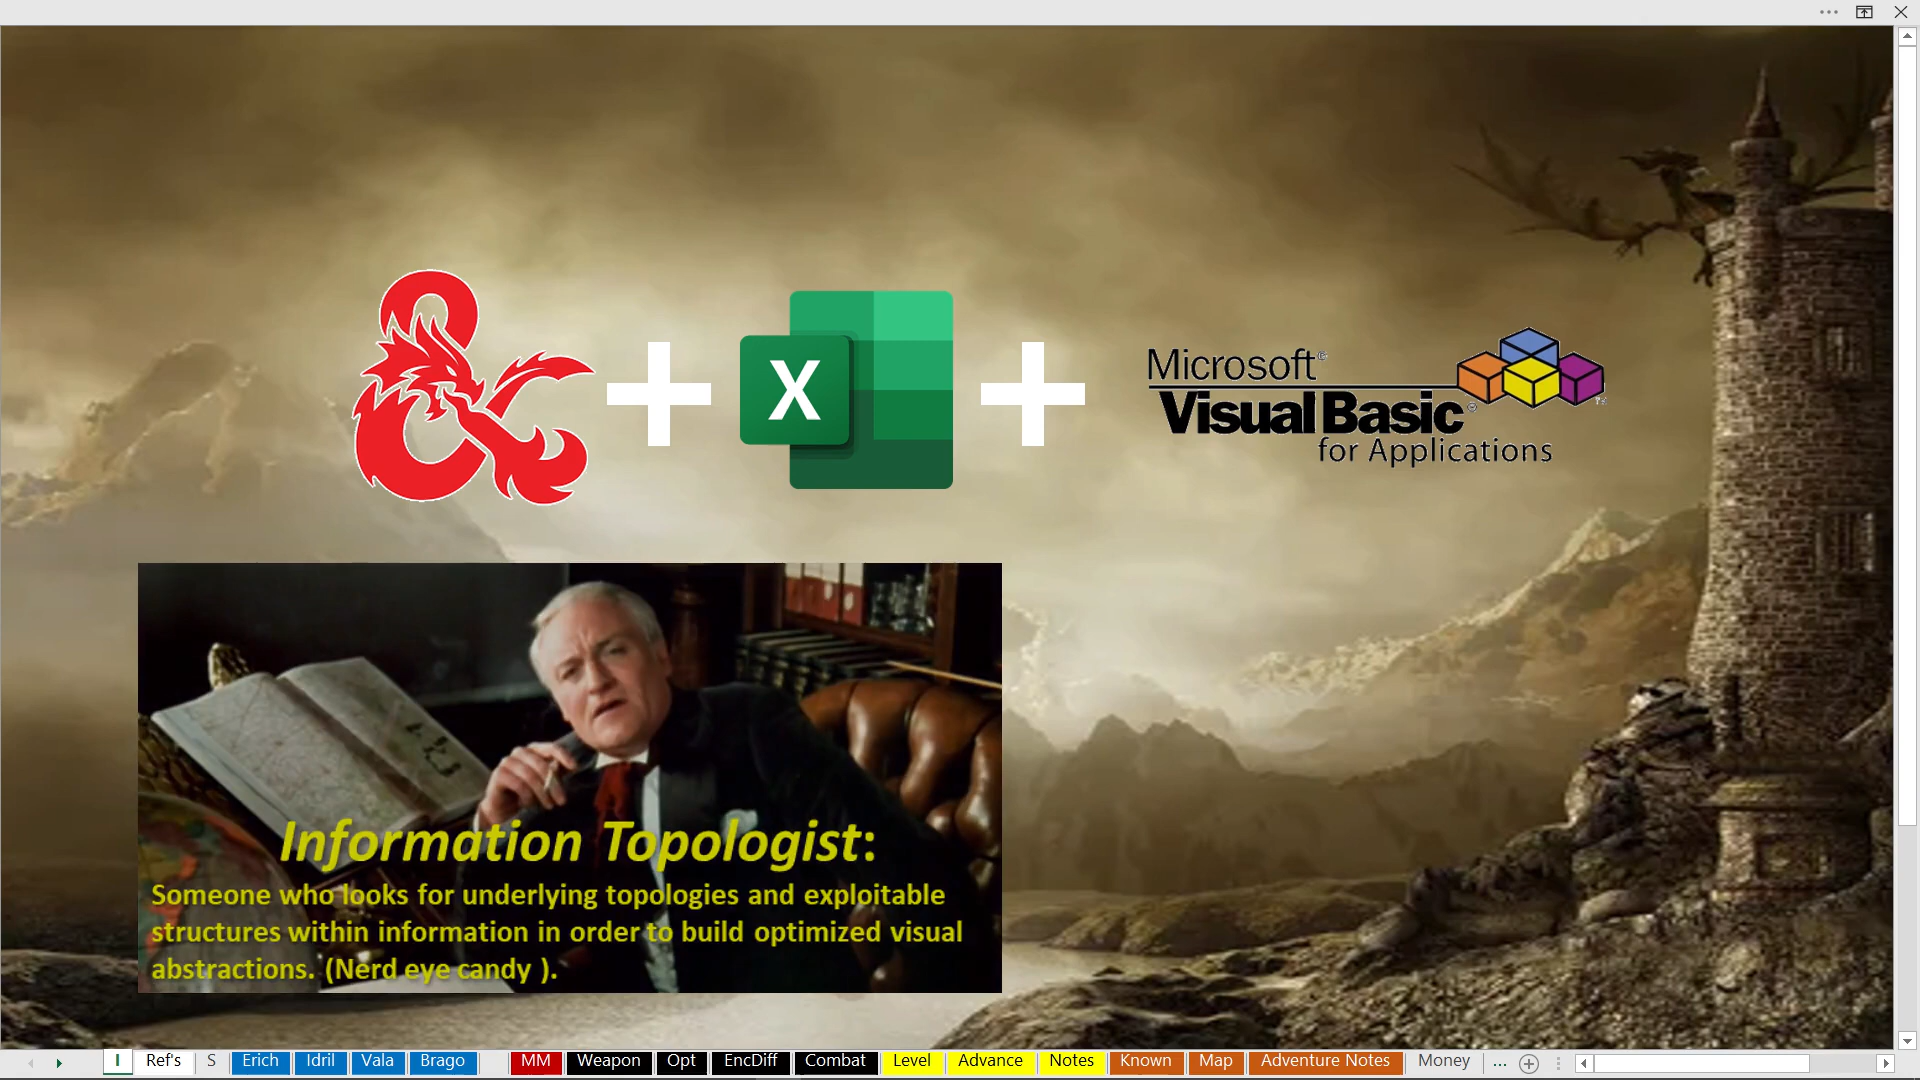 X
Microsoft®
Visual Basic®
for Applications
TM
Information Topologist:
Someone who looks for underlying topologies and exploitable
structures within information in order to build optimized visual
abstractions. (Nerd eye candy ).
I Ref's S Erich Idril Vala Brago MM Weapon Opt EncDiff Combat Level Advance Notes Known Map Adventure Notes Money ...